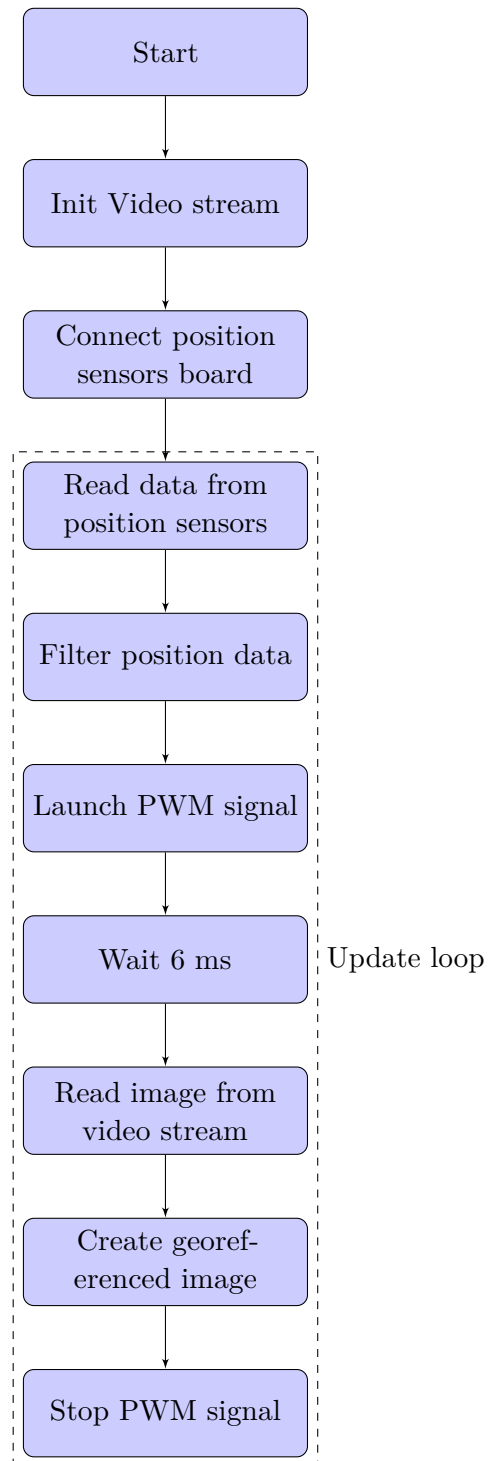 Start
Init Video stream
Connect position
sensors board
Read data from
position sensors
Filter position data
Launch PWM signal
Wait 6 ms
Update loop
Read image from
video stream
Create georef-
erenced image
Stop PWM signal